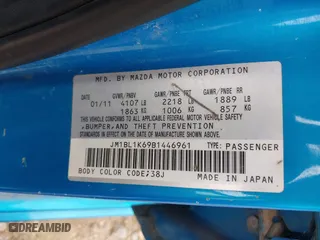 MFD. BY MAZDA MOTOR CORPORATION
DATE GVWR/PNBV GAWR/PNBE FRT GAWR/PNBE RR
01/11 4107 LB 2218 LB 1889 LB
1863 KG 1006 KG 857 KG
THIS VEHICLE CONFORMS TO ALL APPLICABLE FEDERAL MOTOR VEHICLE SAFETY,
BUMPER, AND THEFT PREVENTION
STANDARDS IN EFFECT ON THE DATE OF MANUFACTURE SHOWN ABOVE.
JM1BL1K69B1446961 TYPE: PASSENGER
BODY COLOR CODE: 38J MADE IN JAPAN